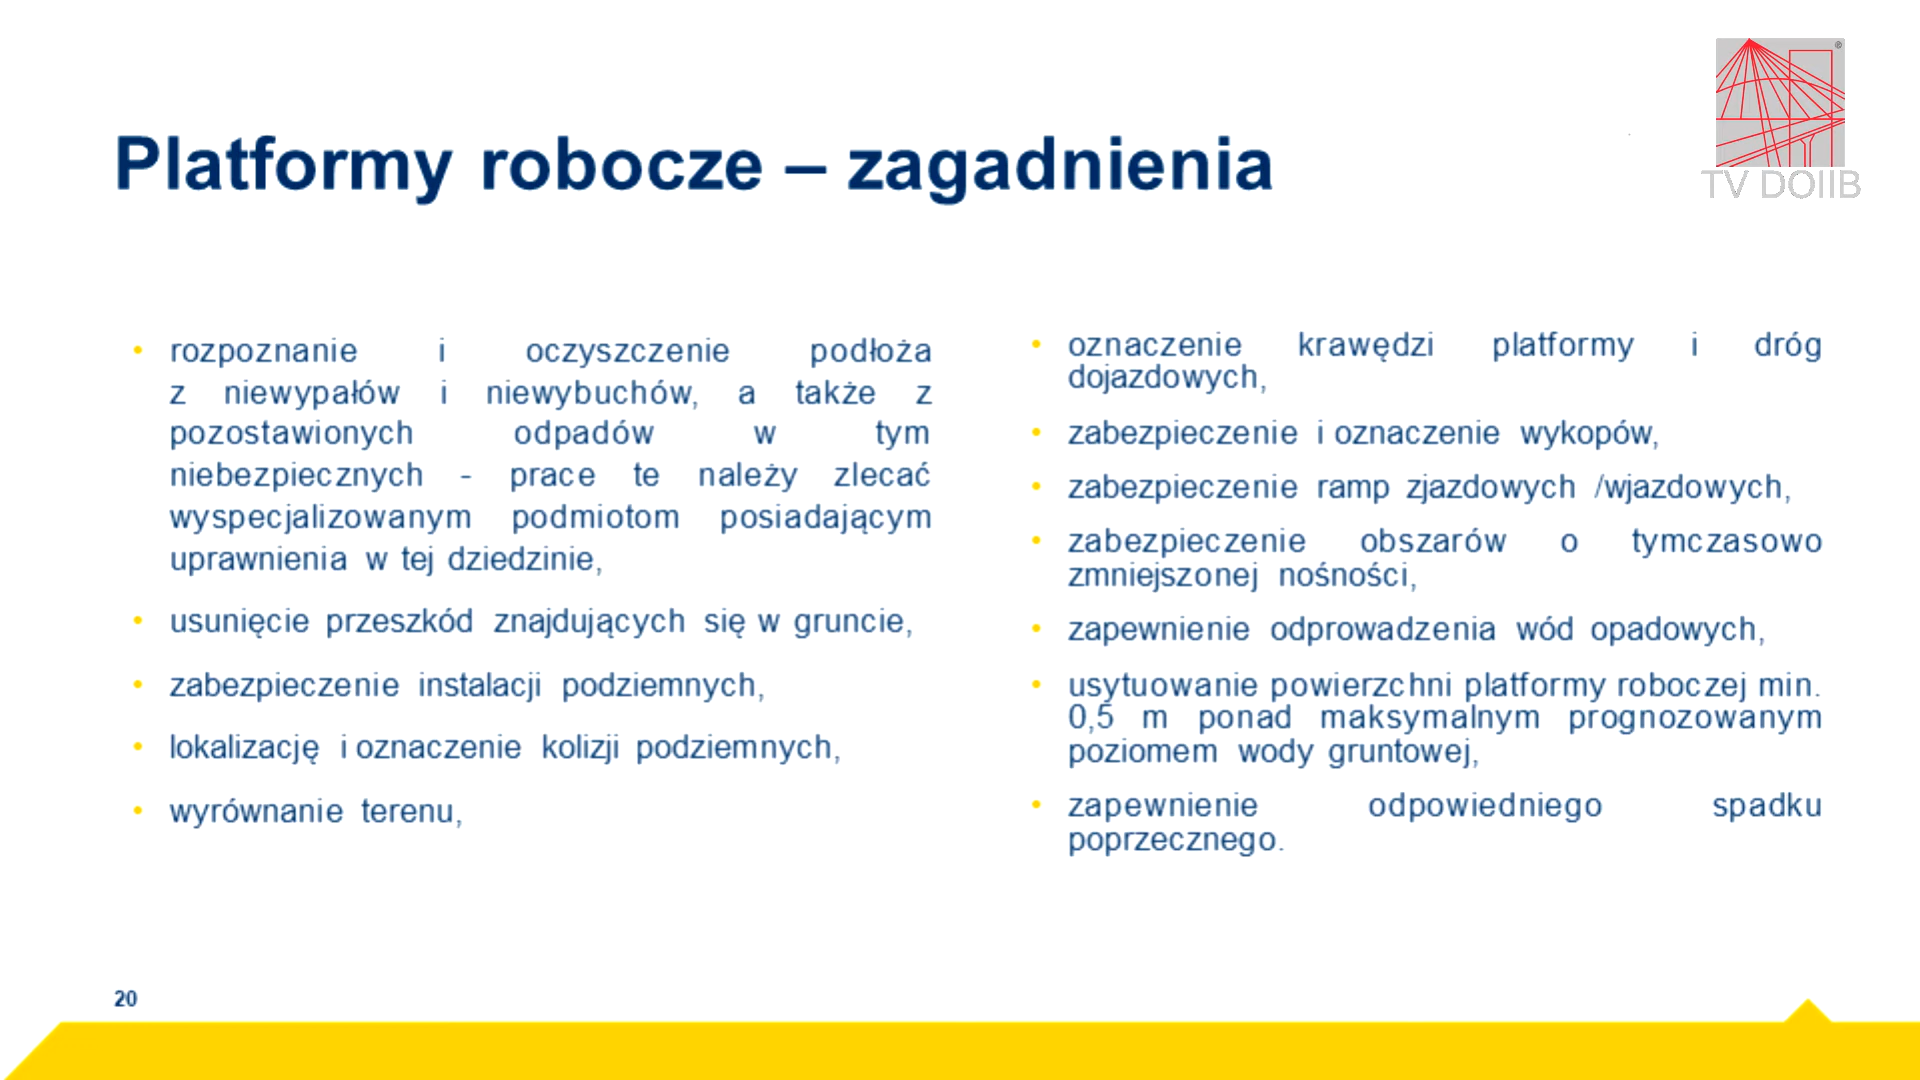 Platformy robocze – zagadnienia
®
TV DOIIB
• rozpoznanie i oczyszczenie podłoża
z niewypałów i niewybuchów, a także z
pozostawionych odpadów w tym
niebezpiecznych - prace te należy zlecać
wyspecjalizowanym podmiotom posiadającym
uprawnienia w tej dziedzinie,
• usunięcie przeszkód znajdujących się w gruncie,
• zabezpieczenie instalacji podziemnych,
• lokalizację i oznaczenie kolizji podziemnych,
• wyrównanie terenu,
• oznaczenie krawędzi platformy i dróg
dojazdowych,
• zabezpieczenie i oznaczenie wykopów,
• zabezpieczenie ramp zjazdowych /wjazdowych,
• zabezpieczenie obszarów o tymczasowo
zmniejszonej nośności,
• zapewnienie odprowadzenia wód opadowych,
• usytuowanie powierzchni platformy roboczej min.
0,5 m ponad maksymalnym prognozowanym
poziomem wody gruntowej,
• zapewnienie odpowiedniego spadku
poprzecznego.
20